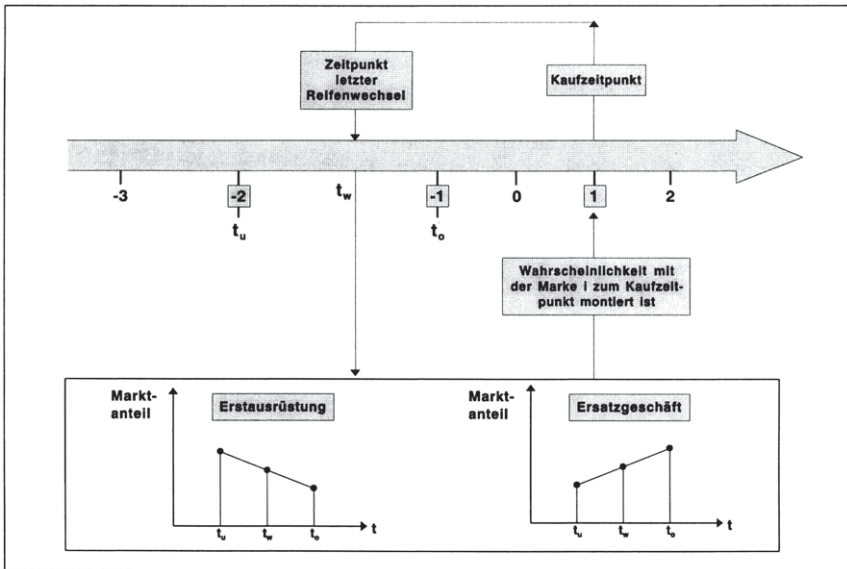 Zeitpunkt
letzter
Reifenwechsel
Kaufzeitpunkt
-3 -2 t_w -1 0 1 2
t_u t_o
Wahrscheinlichkeit mit
der Marke i zum Kaufzeit-
punkt montiert ist
Markt-
anteil
Erstausrüstung
t_u t_w t_o t
Markt-
anteil
Ersatzgeschäft
t_u t_w t_o t